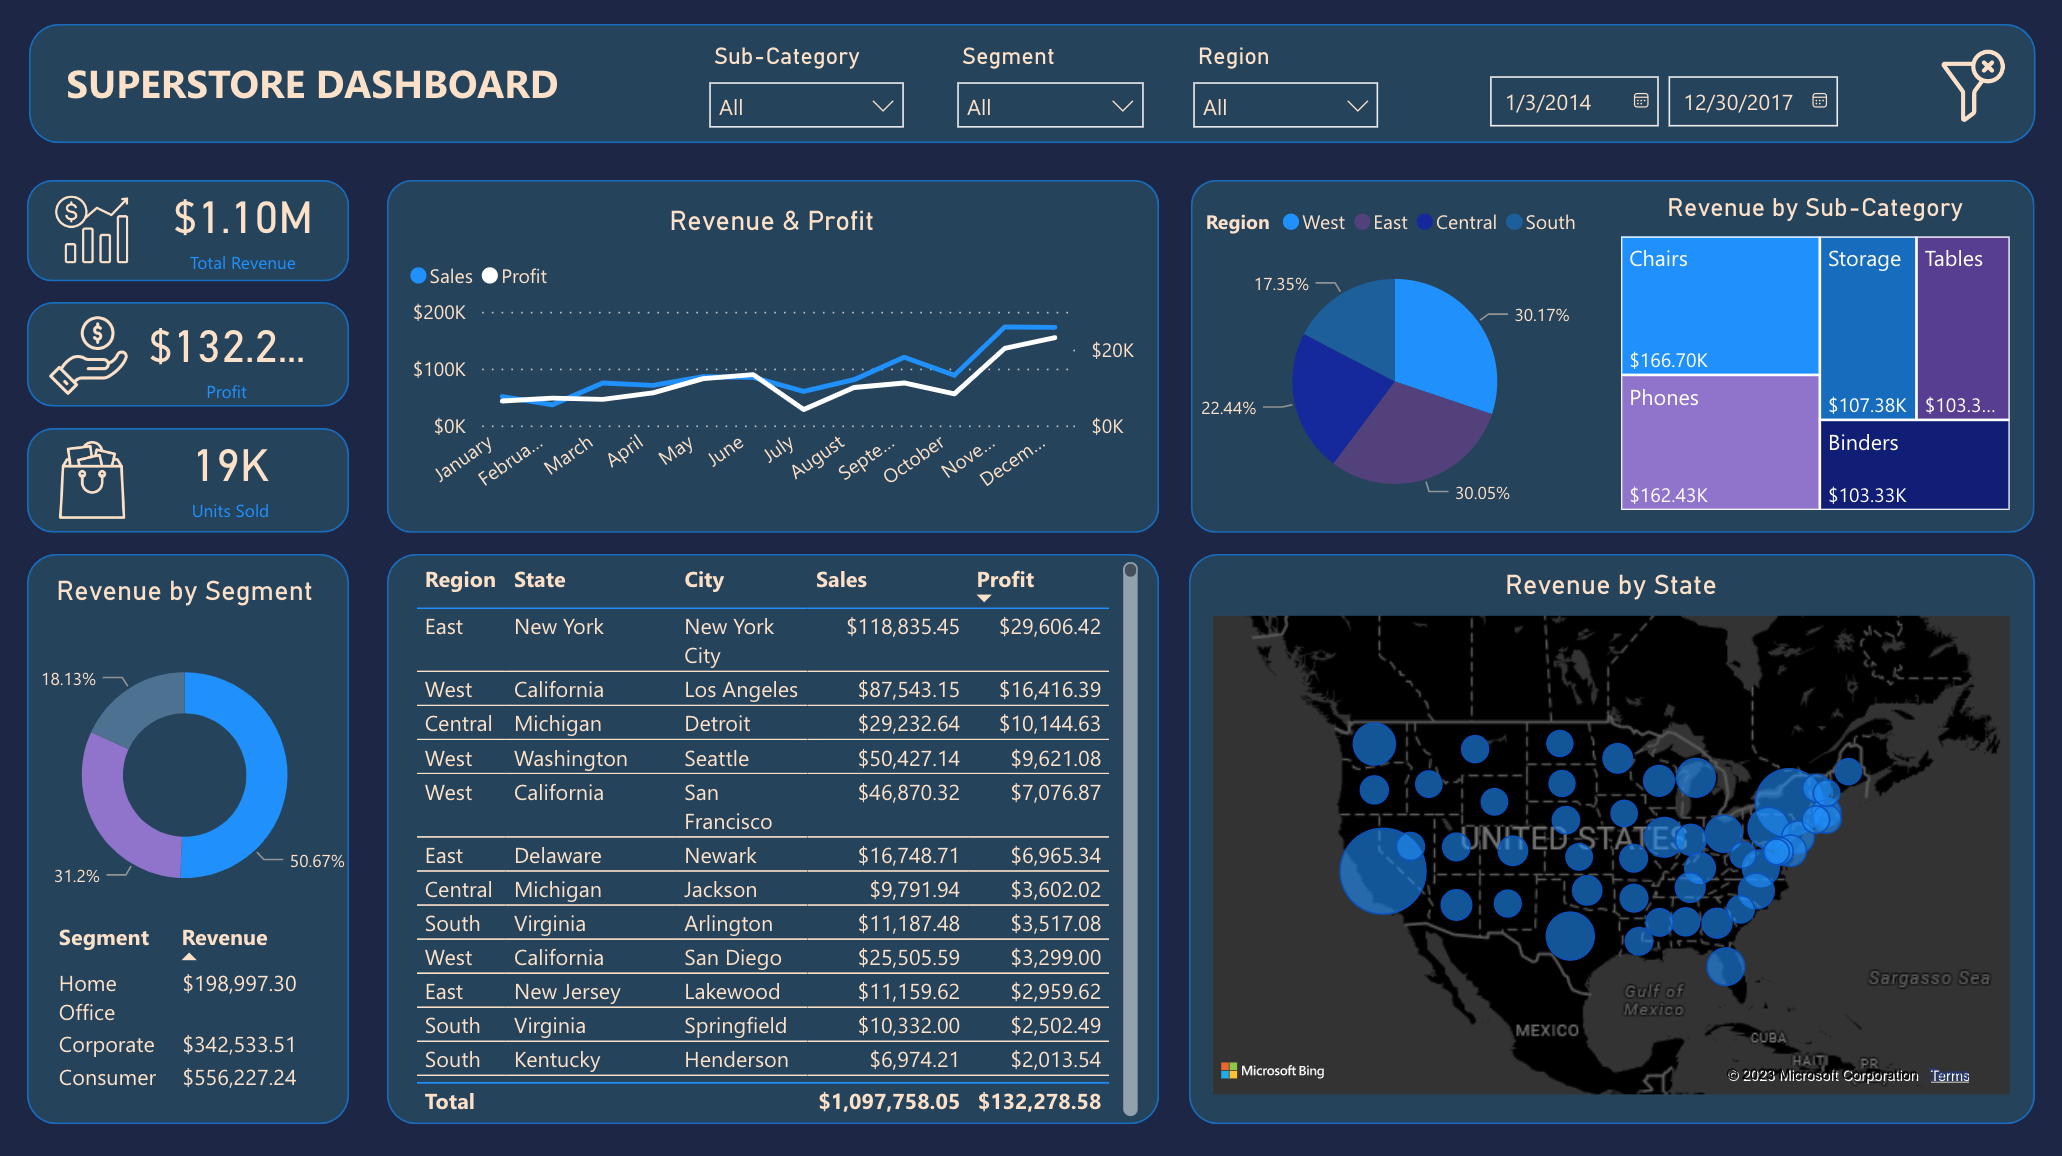 SUPERSTORE DASHBOARD
Sub-Category
All
Segment
All
Region
All
1/3/2014
12/30/2017
$1.10M
Total Revenue
$132.2...
Profit
19K
Units Sold
Revenue & Profit
Sales Profit
$200K
$100K
$0K
$20K
$0K
January Februa... March April May June July August Septe... October Nove... Decem...
Region West East Central South
17.35%
30.17%
22.44%
30.05%
Revenue by Sub-Category
Chairs
$166.70K
Phones
$162.43K
Storage
$107.38K
Tables
$103.3...
Binders
$103.33K
Revenue by Segment
18.13%
50.67%
31.2%
Segment Revenue
Home
Office
$198,997.30
Corporate $342,533.51
Consumer $556,227.24
Region State City Sales Profit
East New York New York $118,835.45 $29,606.42
City
West California Los Angeles $87,543.15 $16,416.39
Central Michigan Detroit $29,232.64 $10,144.63
West Washington Seattle $50,427.14 $9,621.08
West California San $46,870.32 $7,076.87
Francisco
East Delaware Newark $16,748.71 $6,965.34
Central Michigan Jackson $9,791.94 $3,602.02
South Virginia Arlington $11,187.48 $3,517.08
West California San Diego $25,505.59 $3,299.00
East New Jersey Lakewood $11,159.62 $2,959.62
South Virginia Springfield $10,332.00 $2,502.49
South Kentucky Henderson $6,974.21 $2,013.54
Total $1,097,758.05 $132,278.58
Revenue by State
UNITED STATES
Sargasso Sea
Gulf of
Mexico
MEXICO
CUBA
HAITI
PR
Microsoft Bing
© 2023 Microsoft Corporation Terms